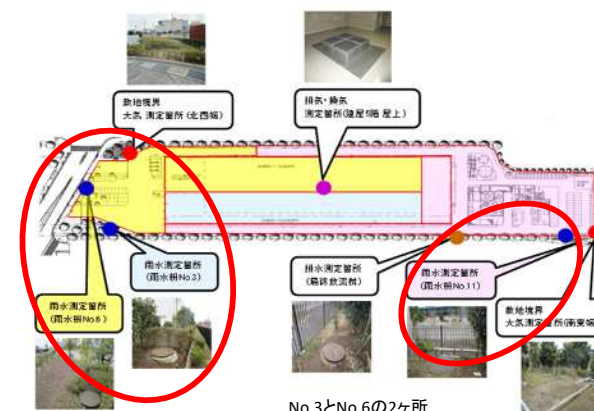 敷地境界
大気 測定箇所(北西端)
排気・換気
測定箇所(建屋5階 屋上)
雨水測定箇所
(雨水桝No.3)
雨水測定箇所
(雨水桝No.6)
排水測定箇所
(最終放流桝)
雨水測定箇所
(雨水桝No.11)
敷地境界
大気測定箇所(南東端
No.3とNo.6の2ヶ所